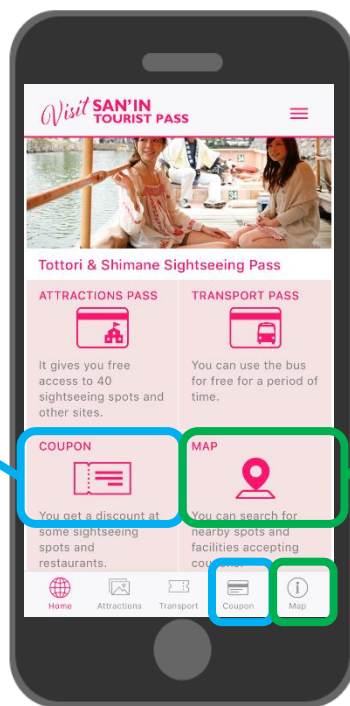 Visit SAN'IN
TOURIST PASS
Tottori & Shimane Sightseeing Pass
ATTRACTIONS PASS
It gives you free
access to 40
sightseeing spots and
other sites.
TRANSPORT PASS
You can use the bus
for free for a period of
time.
COUPON
You get a discount at
some sightseeing
spots and
restaurants.
MAP
You can search for
nearby spots and
facilities accepting
Home Attractions Transport Coupon Map